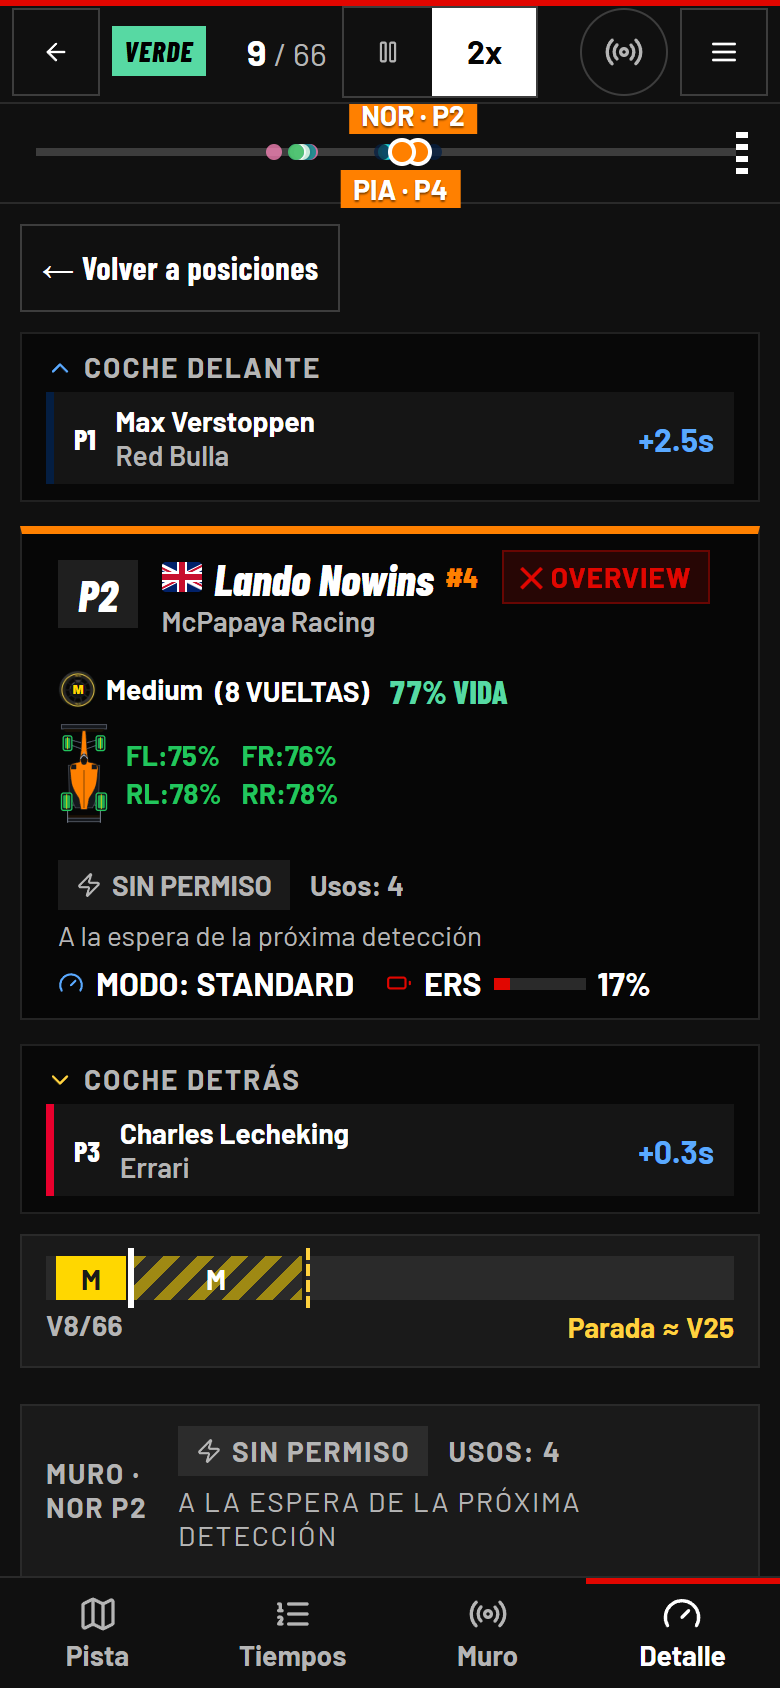 VERDE
9 / 66
2x
NOR · P2
PIA · P4
← Volver a posiciones
COCHE DELANTE
P1
Max Verstoppen
Red Bulla
+2.5s
P2
Lando Nowins #4
OVERVIEW
McPapaya Racing
M
Medium (8 VUELTAS) 77% VIDA
FL:75% FR:76%
RL:78% RR:78%
SIN PERMISO Usos: 4
A la espera de la próxima detección
MODO: STANDARD ERS 17%
COCHE DETRÁS
P3
Charles Lecheking
Errari
+0.3s
M M
V8/66 Parada ≈ V25
MURO ·
NOR P2
SIN PERMISO USOS: 4
A LA ESPERA DE LA PRÓXIMA
DETECCIÓN
Pista Tiempos Muro Detalle